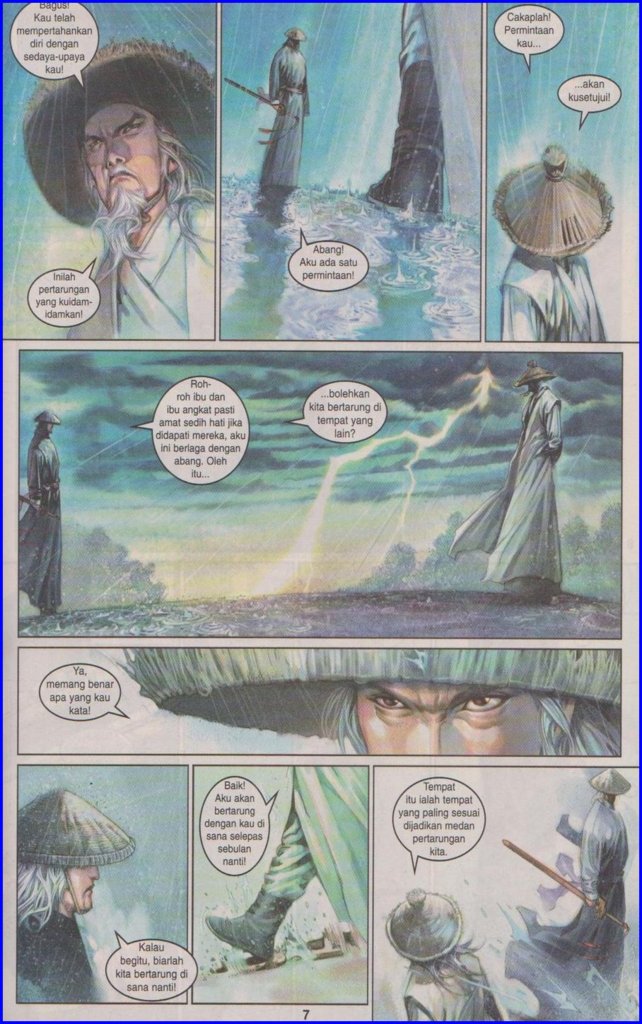 Bagus!
Kau telah
mempertahankan
diri dengan
sedaya-upaya
kau!
Inilah
pertarungan
yang kuidam-
idamkan!
Abang!
Aku ada satu
permintaan!
Cakaplah!
Permintaan
kau...
...akan
kusetujui!
Roh-
roh ibu dan
ibu angkat pasti
amat sedih hati jika
didapati mereka, aku
ini berlaga dengan
abang. Oleh
itu...
...bolehkan
kita bertarung di
tempat yang
lain?
Ya,
memang benar
apa yang kau
kata!
Kalau
begitu, biarlah
kita bertarung di
sana nanti!
Baik!
Aku akan
bertarung
dengan kau di
sana selepas
sebulan
nanti!
Tempat
itu ialah tempat
yang paling sesuai
dijadikan medan
pertarungan
kita.
7